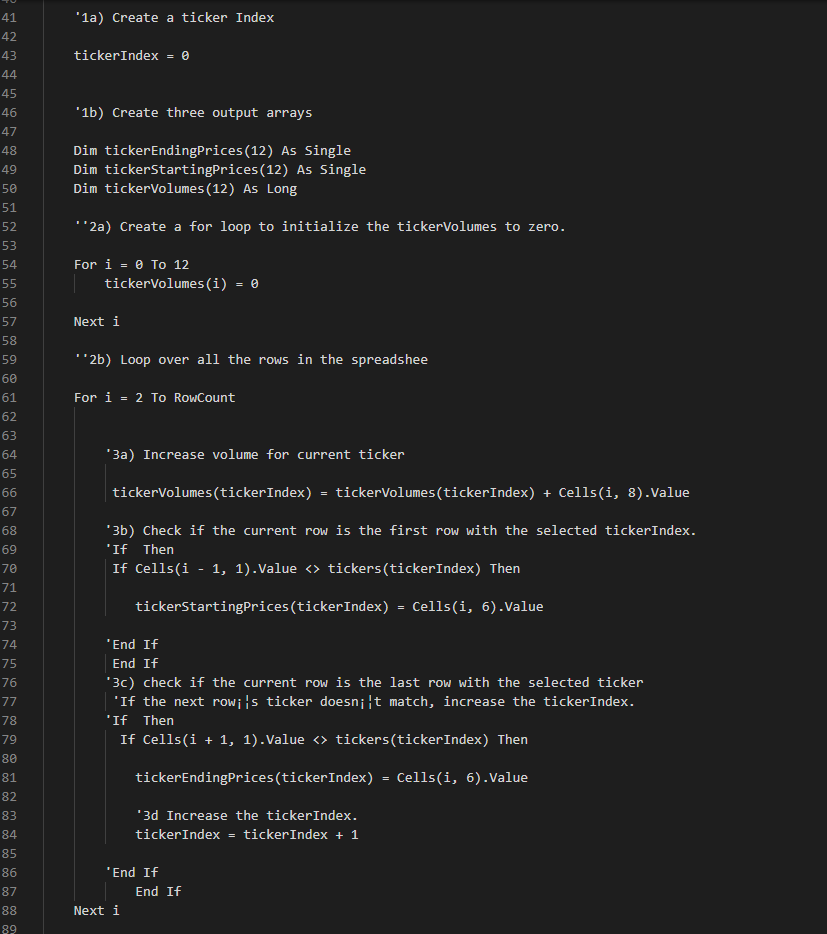 41 '1a) Create a ticker Index
42
43 tickerIndex = 0
44
45
46 '1b) Create three output arrays
47
48 Dim tickerEndingPrices(12) As Single
49 Dim tickerStartingPrices(12) As Single
50 Dim tickerVolumes(12) As Long
51
52 ''2a) Create a for loop to initialize the tickerVolumes to zero.
53
54 For i = 0 To 12
55 tickerVolumes(i) = 0
56
57 Next i
58
59 ''2b) Loop over all the rows in the spreadshee
60
61 For i = 2 To RowCount
62
63
64 '3a) Increase volume for current ticker
65
66 tickerVolumes(tickerIndex) = tickerVolumes(tickerIndex) + Cells(i, 8).Value
67
68 '3b) Check if the current row is the first row with the selected tickerIndex.
69 'If  Then
70 If Cells(i - 1, 1).Value <> tickers(tickerIndex) Then
71
72 tickerStartingPrices(tickerIndex) = Cells(i, 6).Value
73
74 'End If
75 End If
76 '3c) check if the current row is the last row with the selected ticker
77 'If the next row¡¦s ticker doesn¡¦t match, increase the tickerIndex.
78 'If  Then
79 If Cells(i + 1, 1).Value <> tickers(tickerIndex) Then
80
81 tickerEndingPrices(tickerIndex) = Cells(i, 6).Value
82
83 '3d Increase the tickerIndex.
84 tickerIndex = tickerIndex + 1
85
86 'End If
87 End If
88 Next i
89